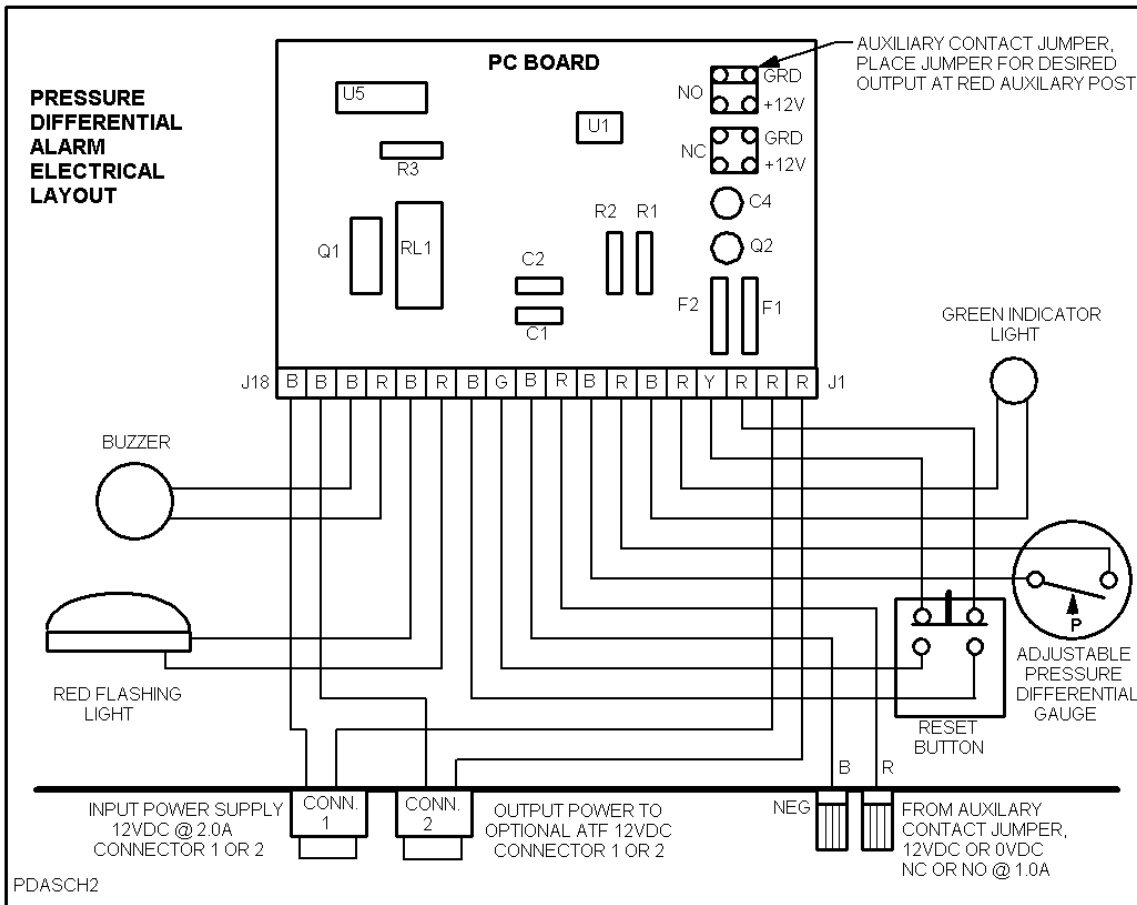 PRESSURE
DIFFERENTIAL
ALARM
ELECTRICAL
LAYOUT
PC BOARD
AUXILIARY CONTACT JUMPER,
PLACE JUMPER FOR DESIRED
OUTPUT AT RED AUXILARY POST
U5
U1
NO
GRD
+12V
NC
GRD
+12V
R3
C4
R2
R1
Q1
RL1
Q2
C2
F2
F1
C1
GREEN INDICATOR
LIGHT
J18
B B B R B R B G B R B R B R Y R R R
J1
BUZZER
P
RED FLASHING
LIGHT
ADJUSTABLE
PRESSURE
DIFFERENTIAL
GAUGE
RESET
BUTTON
B
R
INPUT POWER SUPPLY
12VDC @ 2.0A
CONNECTOR 1 OR 2
CONN.
1
CONN.
2
OUTPUT POWER TO
OPTIONAL ATF 12VDC
CONNECTOR 1 OR 2
NEG
FROM AUXILARY
CONTACT JUMPER,
12VDC OR 0VDC
NC OR NO @ 1.0A
PDASCH2